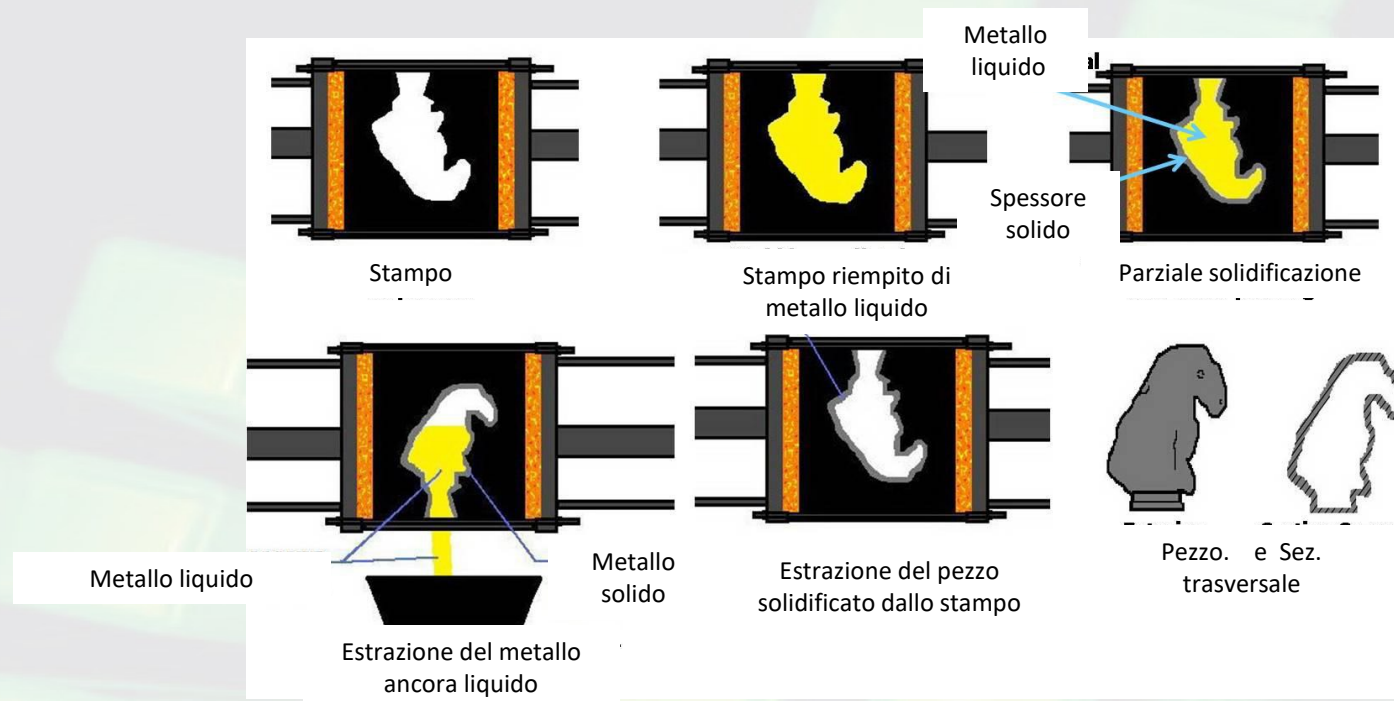 Metallo
liquido
Spessore
solido
Stampo
Stampo riempito di
metallo liquido
Parziale solidificazione
Metallo liquido
Metallo
solido
Estrazione del metallo
ancora liquido
Estrazione del pezzo
solidificato dallo stampo
Pezzo. e Sez.
trasversale